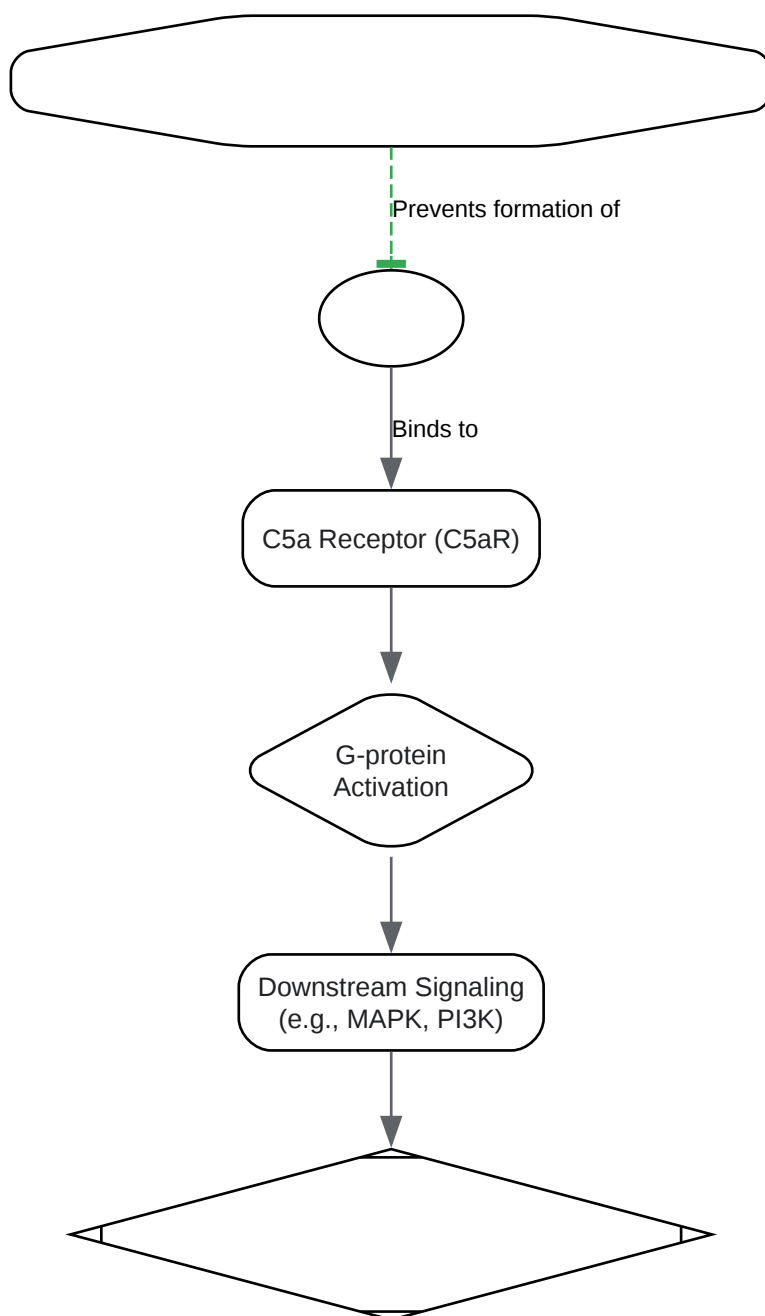 Prevents formation of
Binds to
C5a Receptor (C5aR)
G-protein
Activation
Downstream Signaling
(e.g., MAPK, PI3K)